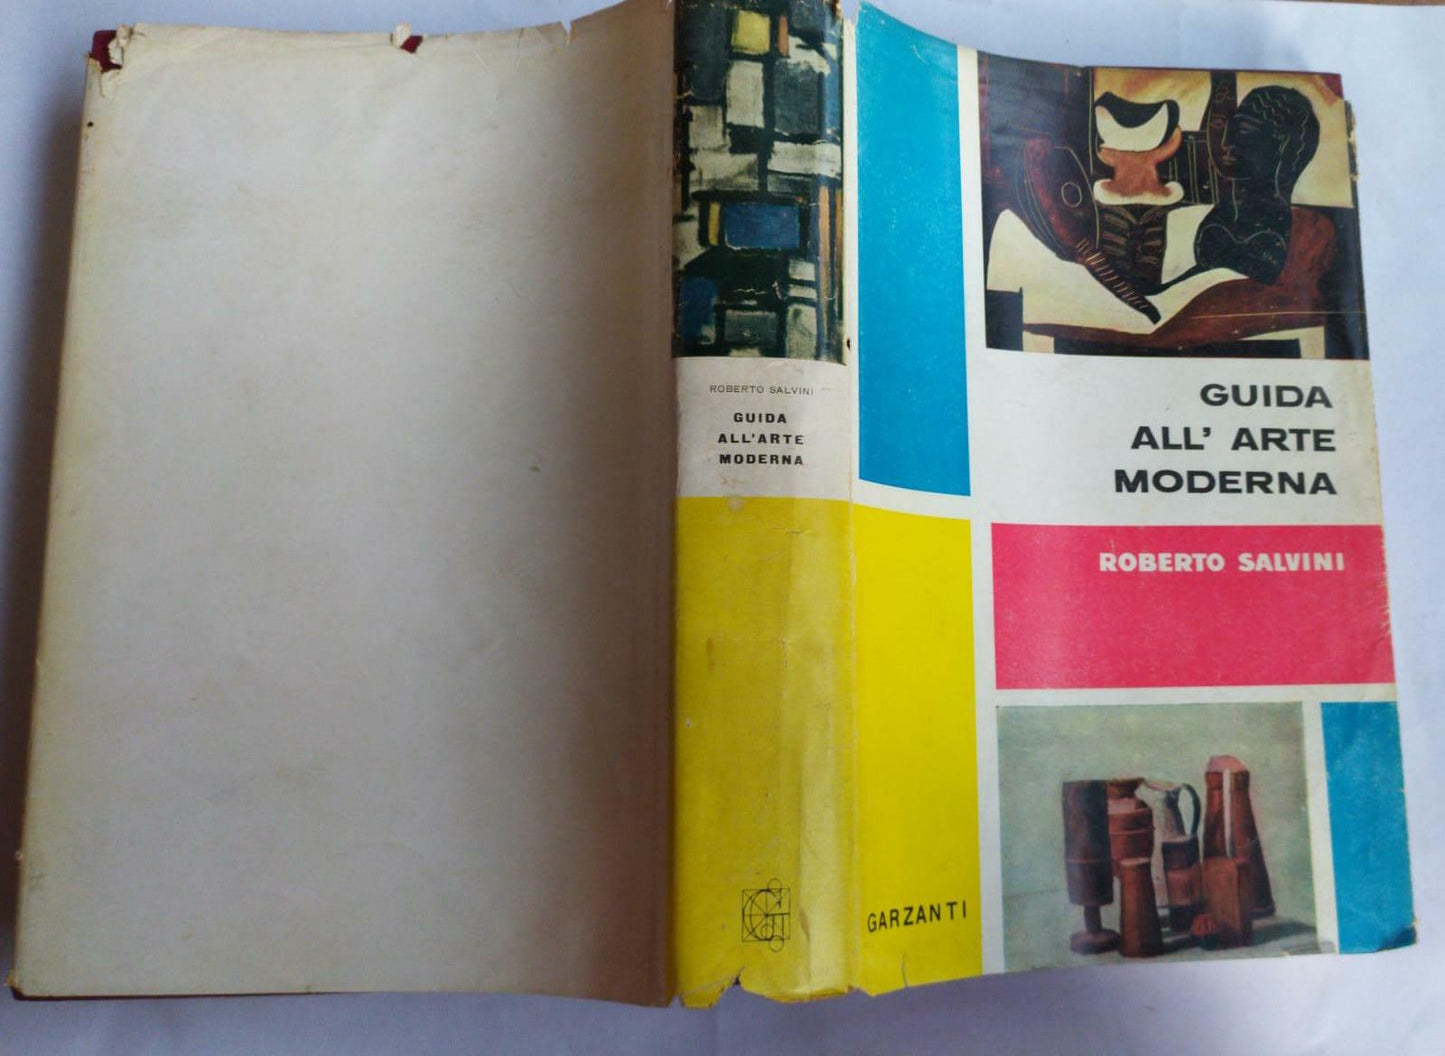 ROBERTO SALVINI
GUIDA
ALL'ARTE
MODERNA
GUIDA
ALL' ARTE
MODERNA
ROBERTO SALVINI
GARZANTI